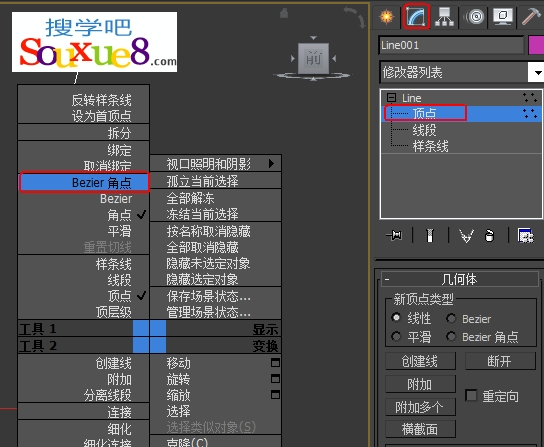 搜学吧
Souxue8.com
前
反转样条线
设为首顶点
拆分
绑定
取消绑定
Bezier 角点
Bezier
角点
平滑
重置切线
样条线
线段
顶点
顶层级
视口照明和阴影
孤立当前选择
全部解冻
冻结当前选择
按名称取消隐藏
全部取消隐藏
隐藏未选定对象
隐藏选定对象
保存场景状态...
管理场景状态...
工具 1
显示
工具 2
变换
创建线
附加
分离线段
连接
细化
细化连接
移动
旋转
缩放
选择
选择类似对象(S)
克隆(C)
Line001
修改器列表
Line
顶点
线段
样条线
- 几何体
新顶点类型
线性
Bezier
平滑
Bezier 角点
创建线
断开
附加
附加多个
重定向
横截面